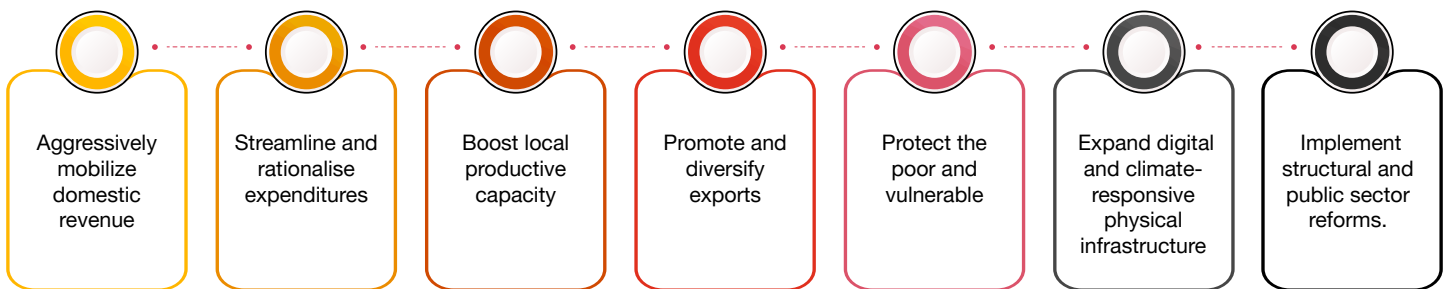 Aggressively
mobilize
domestic
revenue
Streamline and
rationalise
expenditures
Boost local
productive
capacity
Promote and
diversify
exports
Protect the
poor and
vulnerable
Expand digital
and climate-
responsive
physical
infrastructure
Implement
structural and
public sector
reforms.